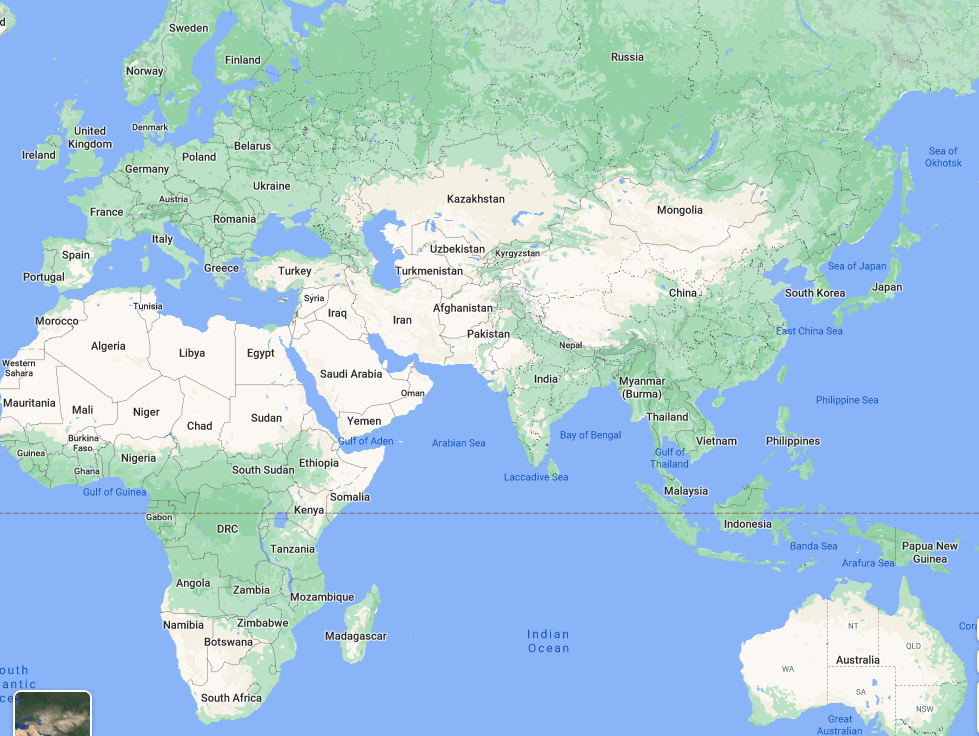 d
Sweden
Finland
Russia
Norway
Denmark
United
Kingdom
Ireland
Belarus
Poland
Germany
Sea of
Okhotsk
Ukraine
Austria
Kazakhstan
France
Romania
Mongolia
Italy
Spain
Uzbekistan
Kyrgyzstan
Greece
Turkey
Turkmenistan
Sea of Japan
Portugal
Japan
China
South Korea
Syria
Tunisia
Iraq
Afghanistan
Morocco
Iran
Pakistan
East China Sea
Algeria
Libya
Egypt
Nepal
Western
Sahara
Saudi Arabia
India
Myanmar
(Burma)
Oman
Philippine Sea
Mauritania
Mali
Niger
Sudan
Yemen
Thailand
Chad
Bay of Bengal
Gulf of Aden
Arabian Sea
Vietnam
Philippines
Burkina
Faso
Guinea
Nigeria
Gulf of
Thailand
Ethiopia
South Sudan
Ghana
Laccadive Sea
Gulf of Guinea
Malaysia
Somalia
Kenya
Gabon
DRC
Indonesia
Tanzania
Banda Sea
Papua New
Guinea
Arafura Sea
Angola
Zambia
Mozambique
Namibia
Zimbabwe
NT
Cora
Madagascar
Botswana
Indian
Ocean
QLD
Australia
WA
outh
antic
ce
South Africa
SA
NSW
Great
Australian